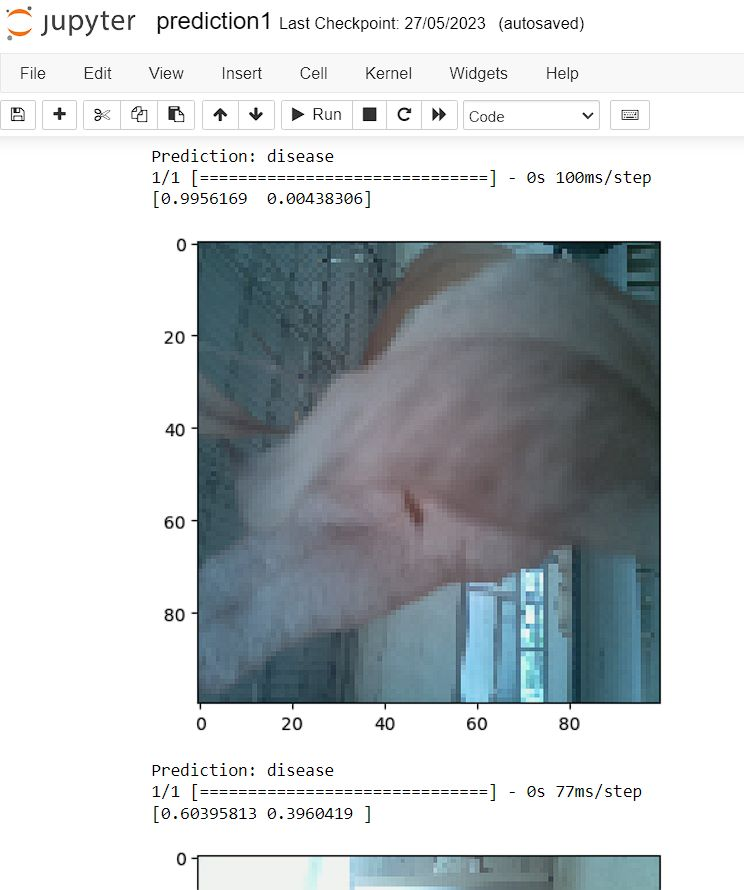 jupyter prediction1 Last Checkpoint: 27/05/2023 (autosaved)
File Edit View Insert Cell Kernel Widgets Help
Run Code
Prediction: disease
1/1 [==============================] - 0s 100ms/step
[0.9956169  0.00438306]
0
20
40
60
80
0 20 40 60 80
Prediction: disease
1/1 [==============================] - 0s 77ms/step
[0.60395813 0.3960419 ]
0